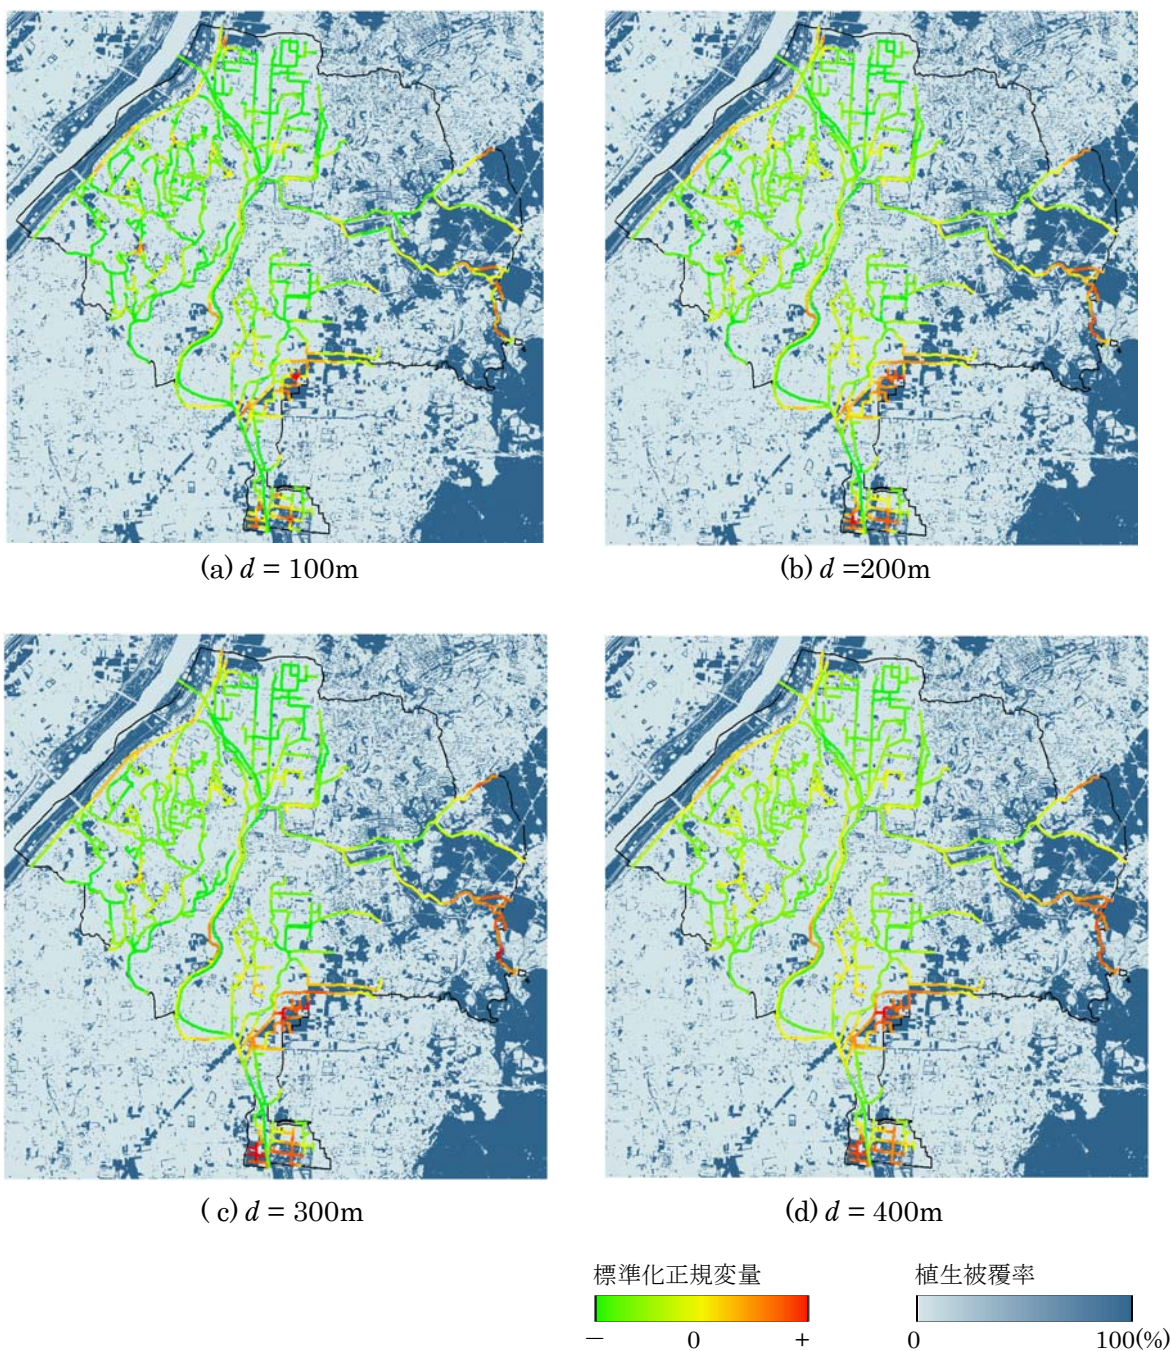 (a) d = 100m
(b) d =200m
( c) d = 300m
(d) d = 400m
標準化正規変量
植生被覆率
— 0 +
0 100(%)